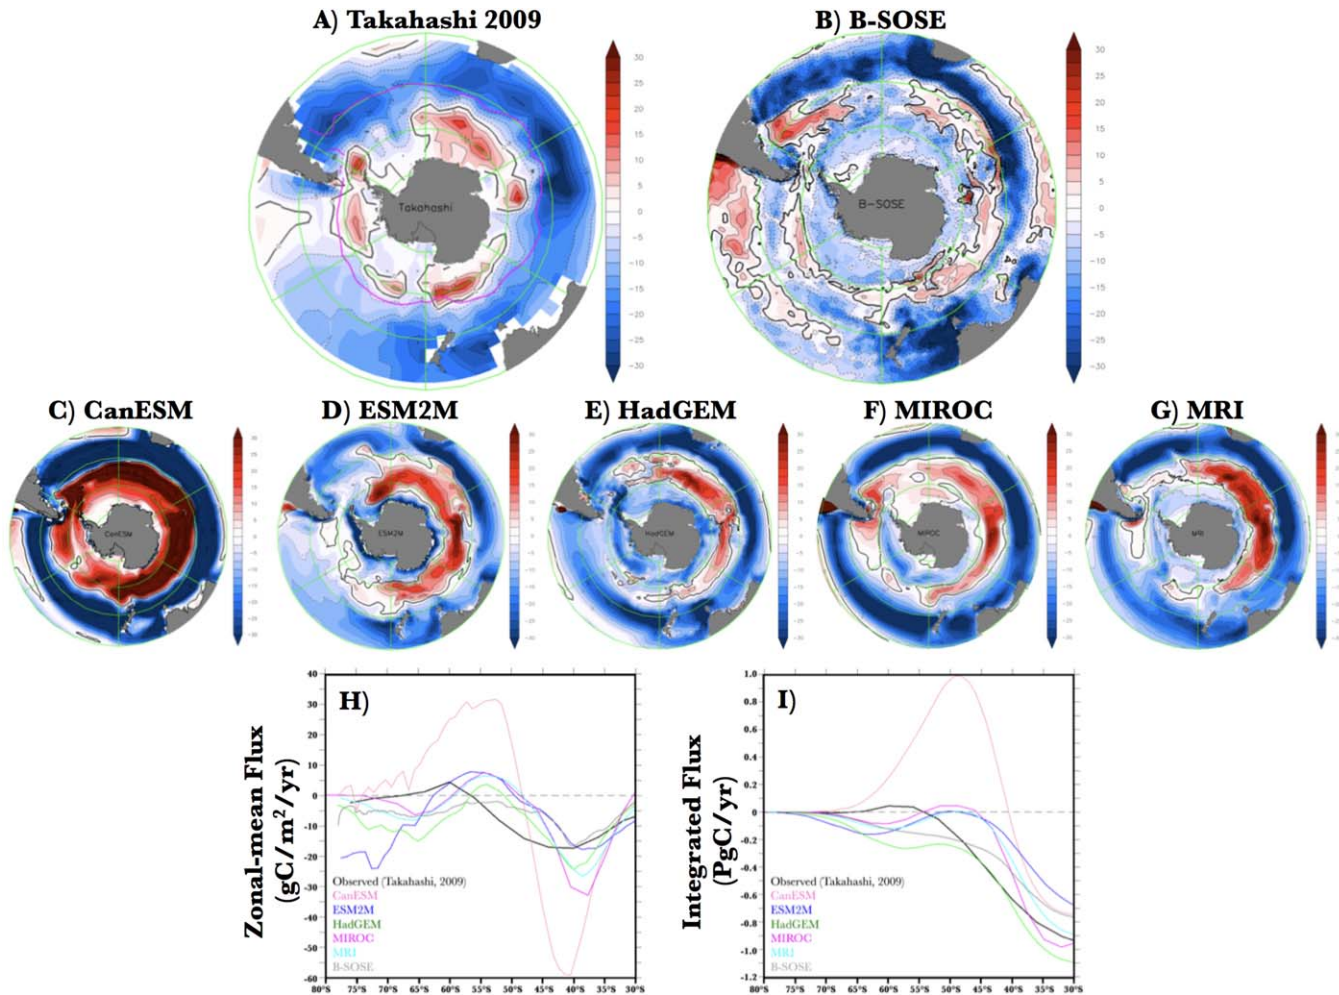 A) Takahashi 2009
B) B-SOSE
Takahashi
B-SOSE
30
25
20
15
10
5
0
-5
-10
-15
-20
-25
-30
30
25
20
15
10
5
0
-5
-10
-15
-20
-25
-30
C) CanESM
D) ESM2M
E) HadGEM
F) MIROC
G) MRI
CanESM
ESM2M
HadGEM
MIROC
MRI
H)
Zonal-mean Flux
(gC/m²/yr)
40
30
20
10
0
-10
-20
-30
-40
-50
-60
Observed (Takahashi, 2009)
CanESM
ESM2M
HadGEM
MIROC
MRI
B-SOSE
80°S 75°S 70°S 65°S 60°S 55°S 50°S 45°S 40°S 35°S 30°S
I)
Integrated Flux
(PgC/yr)
1.0
0.8
0.6
0.4
0.2
0
-0.2
-0.4
-0.6
-0.8
-1.0
-1.2
Observed (Takahashi, 2009)
CanESM
ESM2M
HadGEM
MIROC
MRI
B-SOSE
80°S 75°S 70°S 65°S 60°S 55°S 50°S 45°S 40°S 35°S 30°S